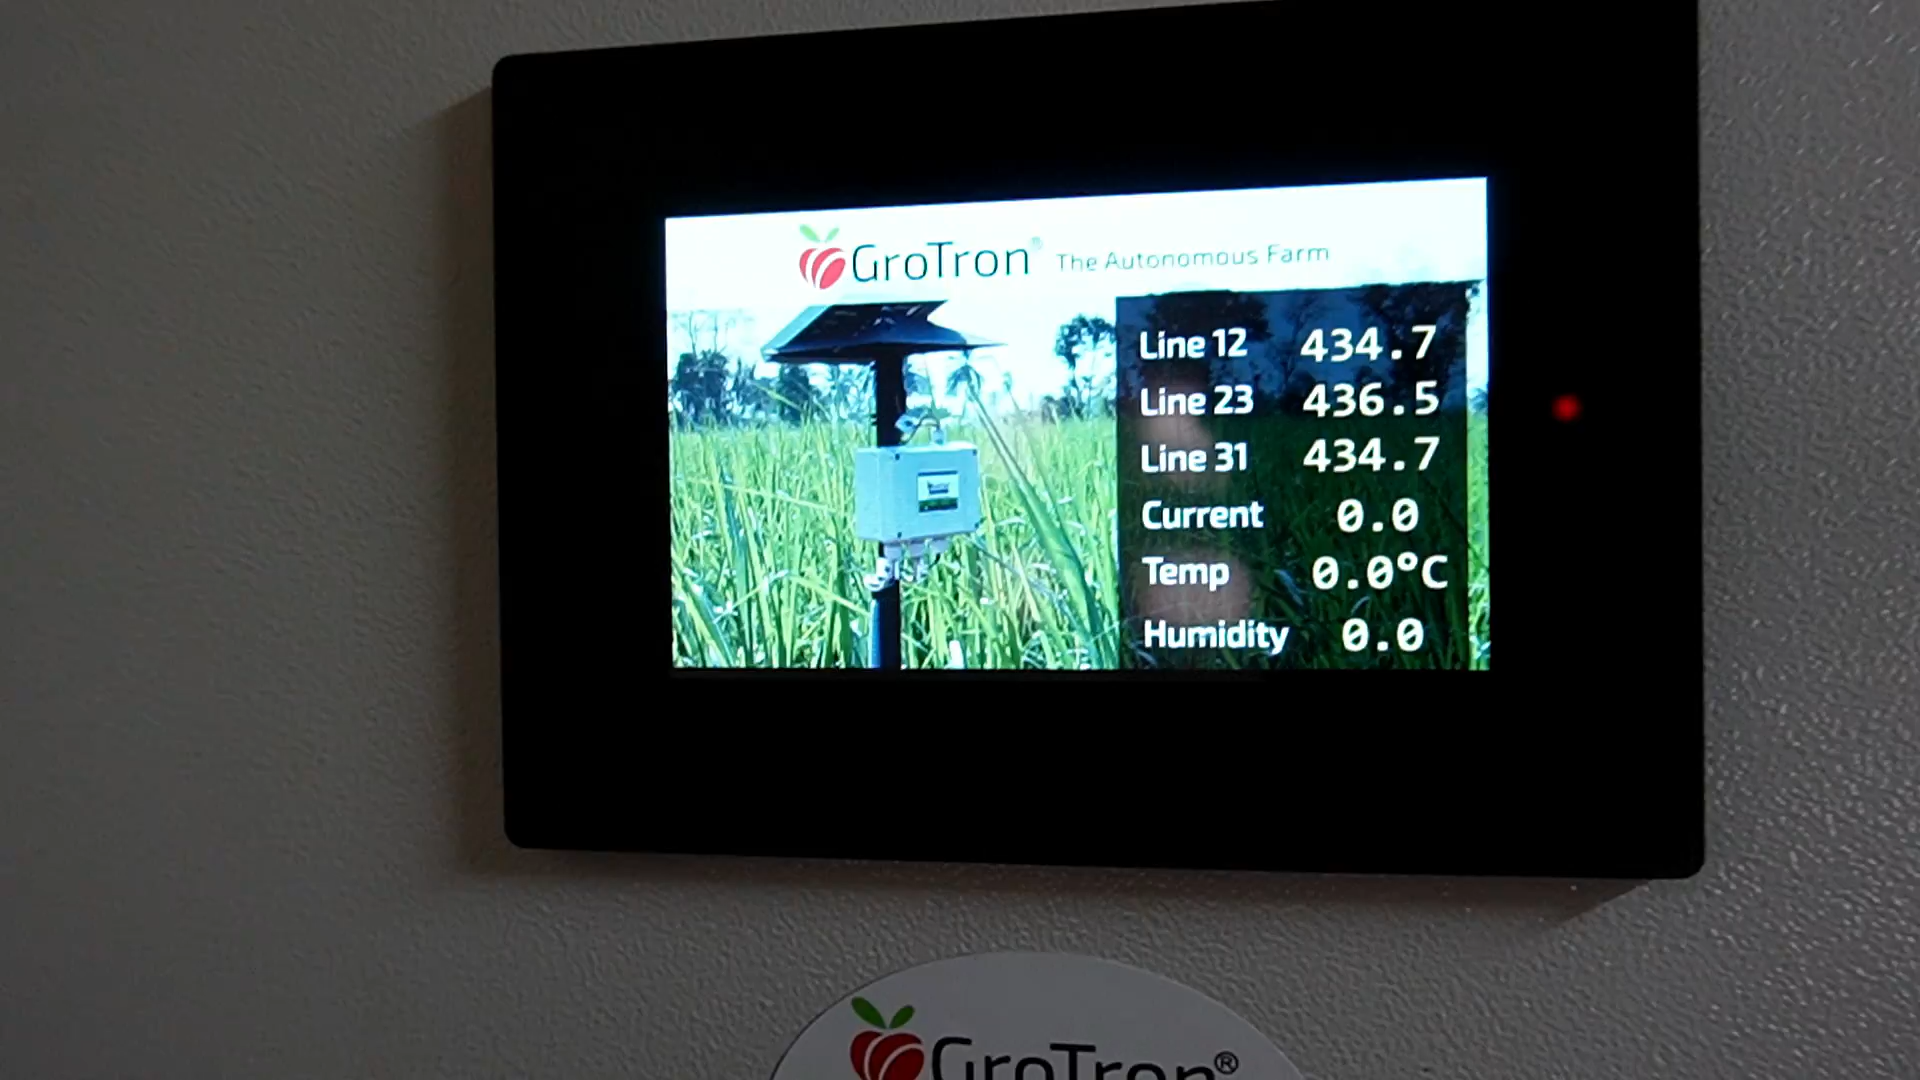 GroTron® The Autonomous Farm
Line 12 434.7
Line 23 436.5
Line 31 434.7
Current 0.0
Temp 0.0°C
Humidity 0.0
GroTron®